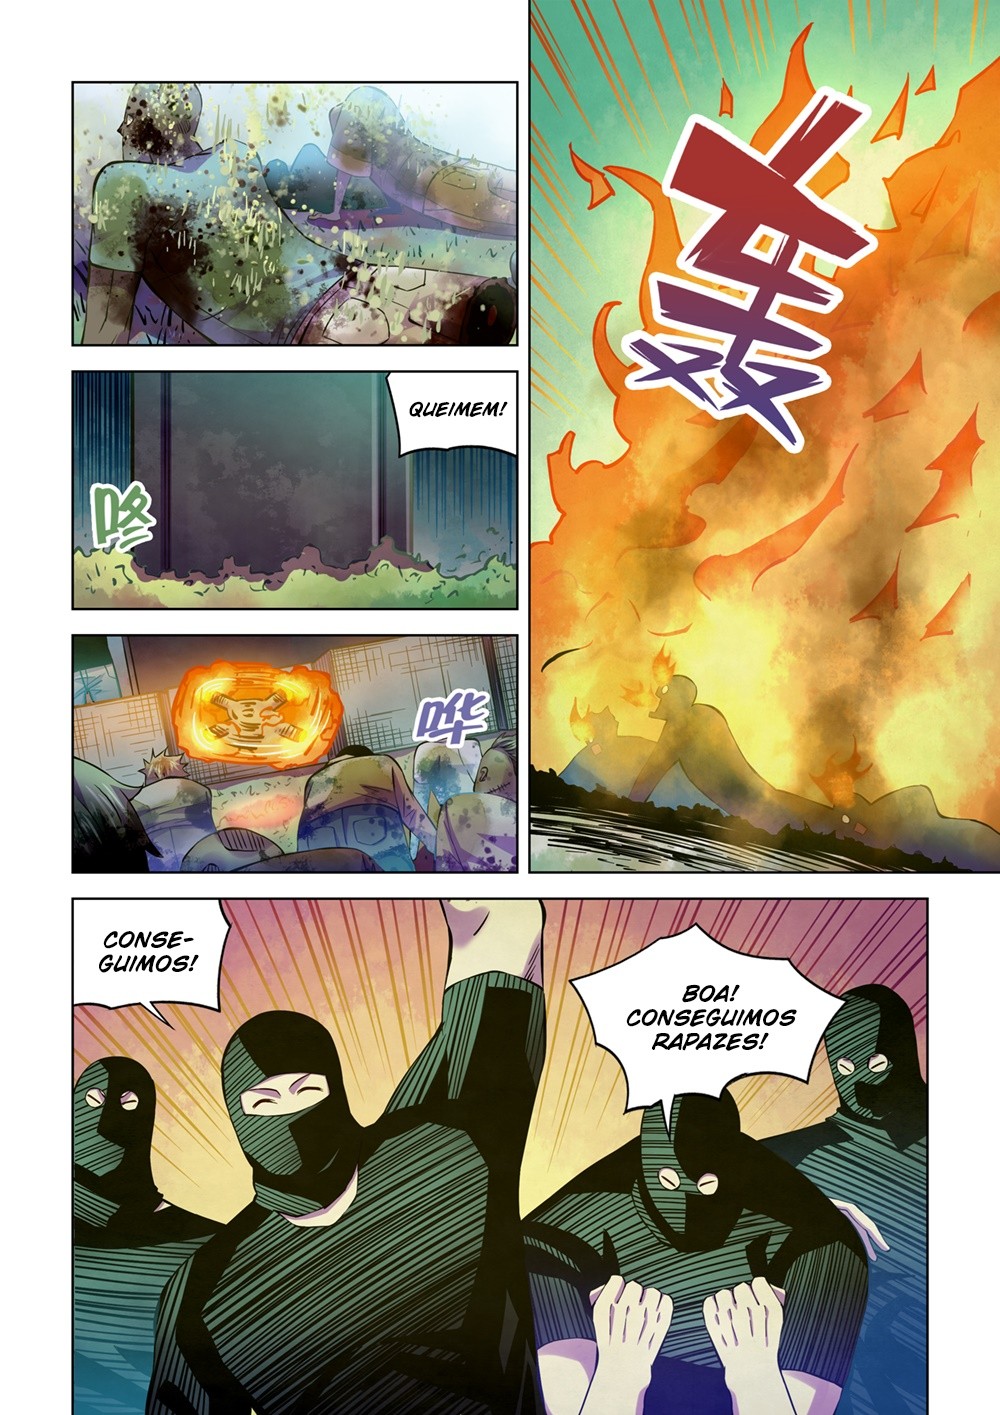 轰
QUEIMEM!
咚
哗
CONSE-
GUIMOS!
BOA!
CONSEGUIMOS
RAPAZES!